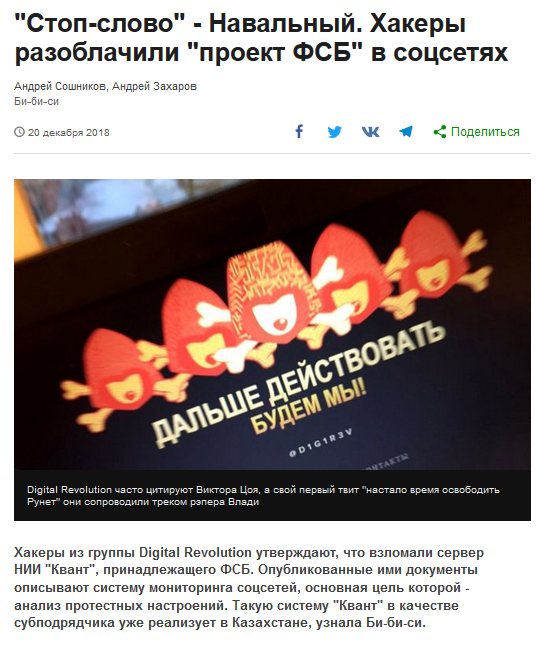 "Стоп-слово" - Навальный. Хакеры
разоблачили "проект ФСБ" в соцсетях
Андрей Сошников, Андрей Захаров
Би-би-си
20 декабря 2018
Поделиться
ДАЛЬШЕ ДЕЙСТВОВАТЬ
БУДЕМ МЫ!
@D1G1R3V
КОНТАКТЫ
Digital Revolution часто цитируют Виктора Цоя, а свой первый твит "настало время освободить
Рунет" они сопроводили треком рэпера Влади
Хакеры из группы Digital Revolution утверждают, что взломали сервер
НИИ "Квант", принадлежащего ФСБ. Опубликованные ими документы
описывают систему мониторинга соцсетей, основная цель которой -
анализ протестных настроений. Такую систему "Квант" в качестве
субподрядчика уже реализует в Казахстане, узнала Би-би-си.